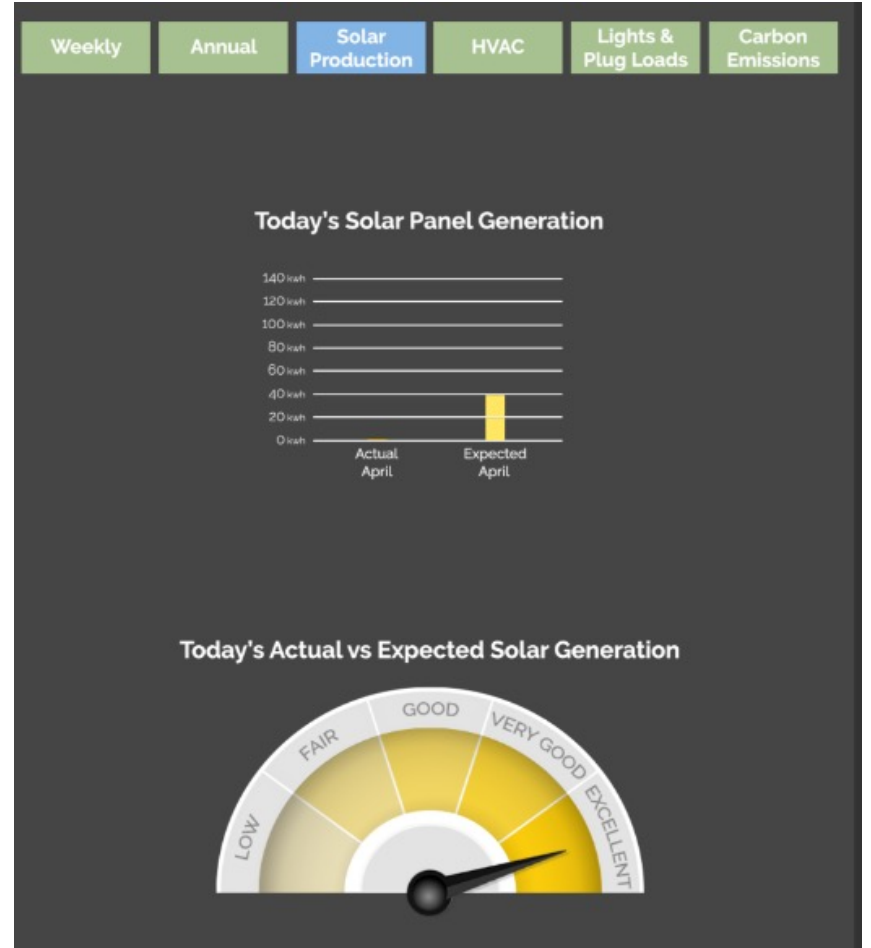 Weekly
Annual
Solar
Production
HVAC
Lights &
Plug Loads
Carbon
Emissions
Today's Solar Panel Generation
140 kwh
120 kwh
100 kwh
80 kwh
60 kwh
40 kwh
20 kwh
0 kwh
Actual
April
Expected
April
Today's Actual vs Expected Solar Generation
LOW
FAIR
GOOD
VERY GOOD
EXCELLENT